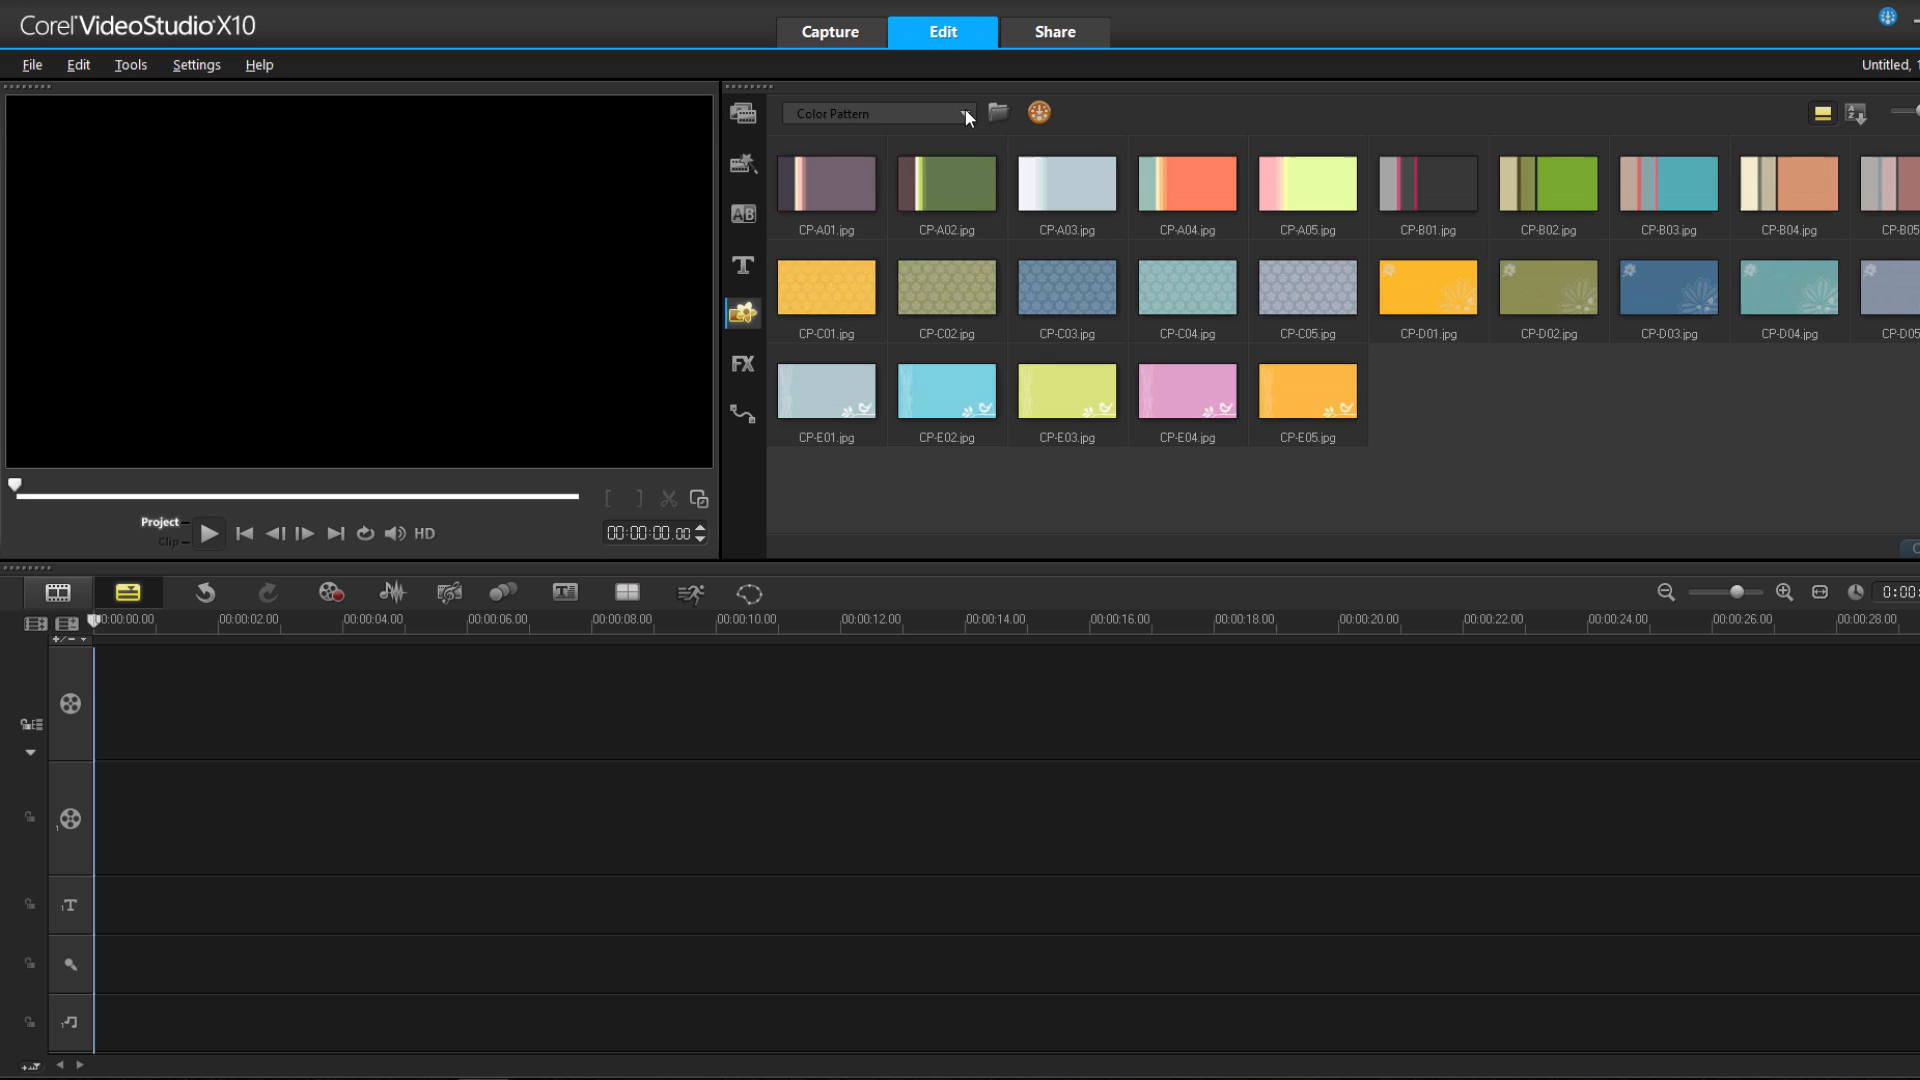 Corel VideoStudio X10
Capture
Edit
Share
File
Edit
Tools
Settings
Help
Untitled,
Color Pattern
CP-A01.jpg
CP-A02.jpg
CP-A03.jpg
CP-A04.jpg
CP-A05.jpg
CP-B01.jpg
CP-B02.jpg
CP-B03.jpg
CP-B04.jpg
CP-B05
AB
T
CP-C01.jpg
CP-C02.jpg
CP-C03.jpg
CP-C04.jpg
CP-C05.jpg
CP-D01.jpg
CP-D02.jpg
CP-D03.jpg
CP-D04.jpg
CP-D05
FX
CP-E01.jpg
CP-E02.jpg
CP-E03.jpg
CP-E04.jpg
CP-E05.jpg
Project
Clip
HD
00:00:00.00
0:00:
00:00:00.00
00:00:02.00
00:00:04.00
00:00:06.00
00:00:08.00
00:00:10.00
00:00:12.00
00:00:14.00
00:00:16.00
00:00:18.00
00:00:20.00
00:00:22.00
00:00:24.00
00:00:26.00
00:00:28.00
1
1T
1